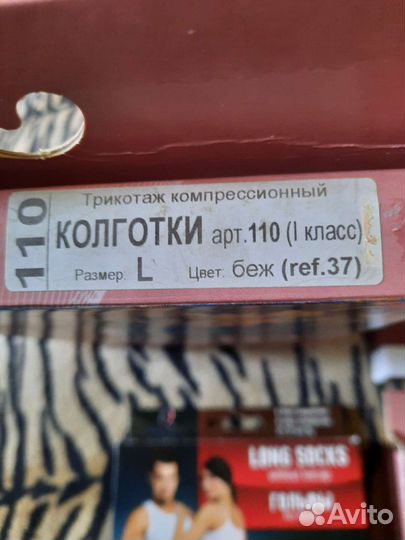 110
Трикотаж компрессионный
КОЛГОТКИ арт.110 (I класс)
Размер: L Цвет: беж (ref.37)
LONG SOCKS
ГОЛЬФЫ
Avito